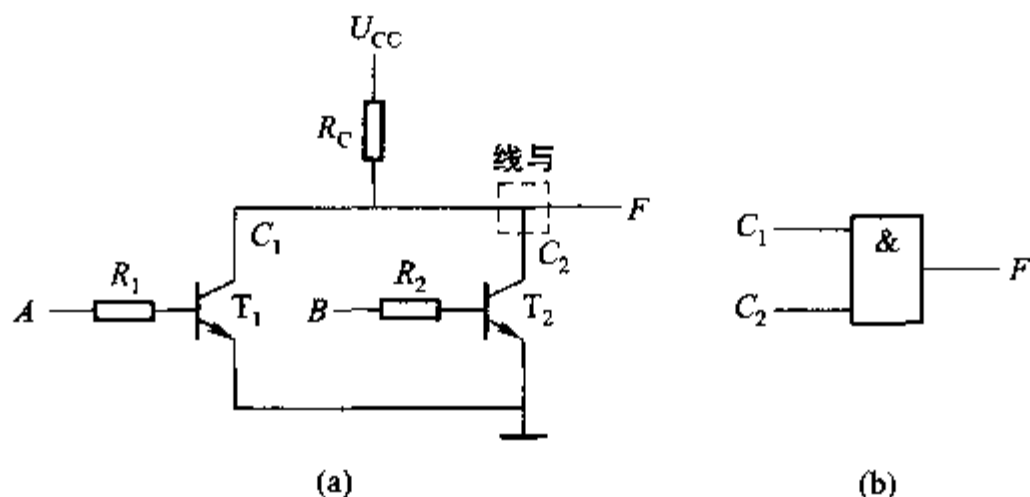 U_CC
R_C
线与
F
C_1
C_2
R_1
R_2
A
T_1
B
T_2
C_1
&
F
C_2
(a)
(b)